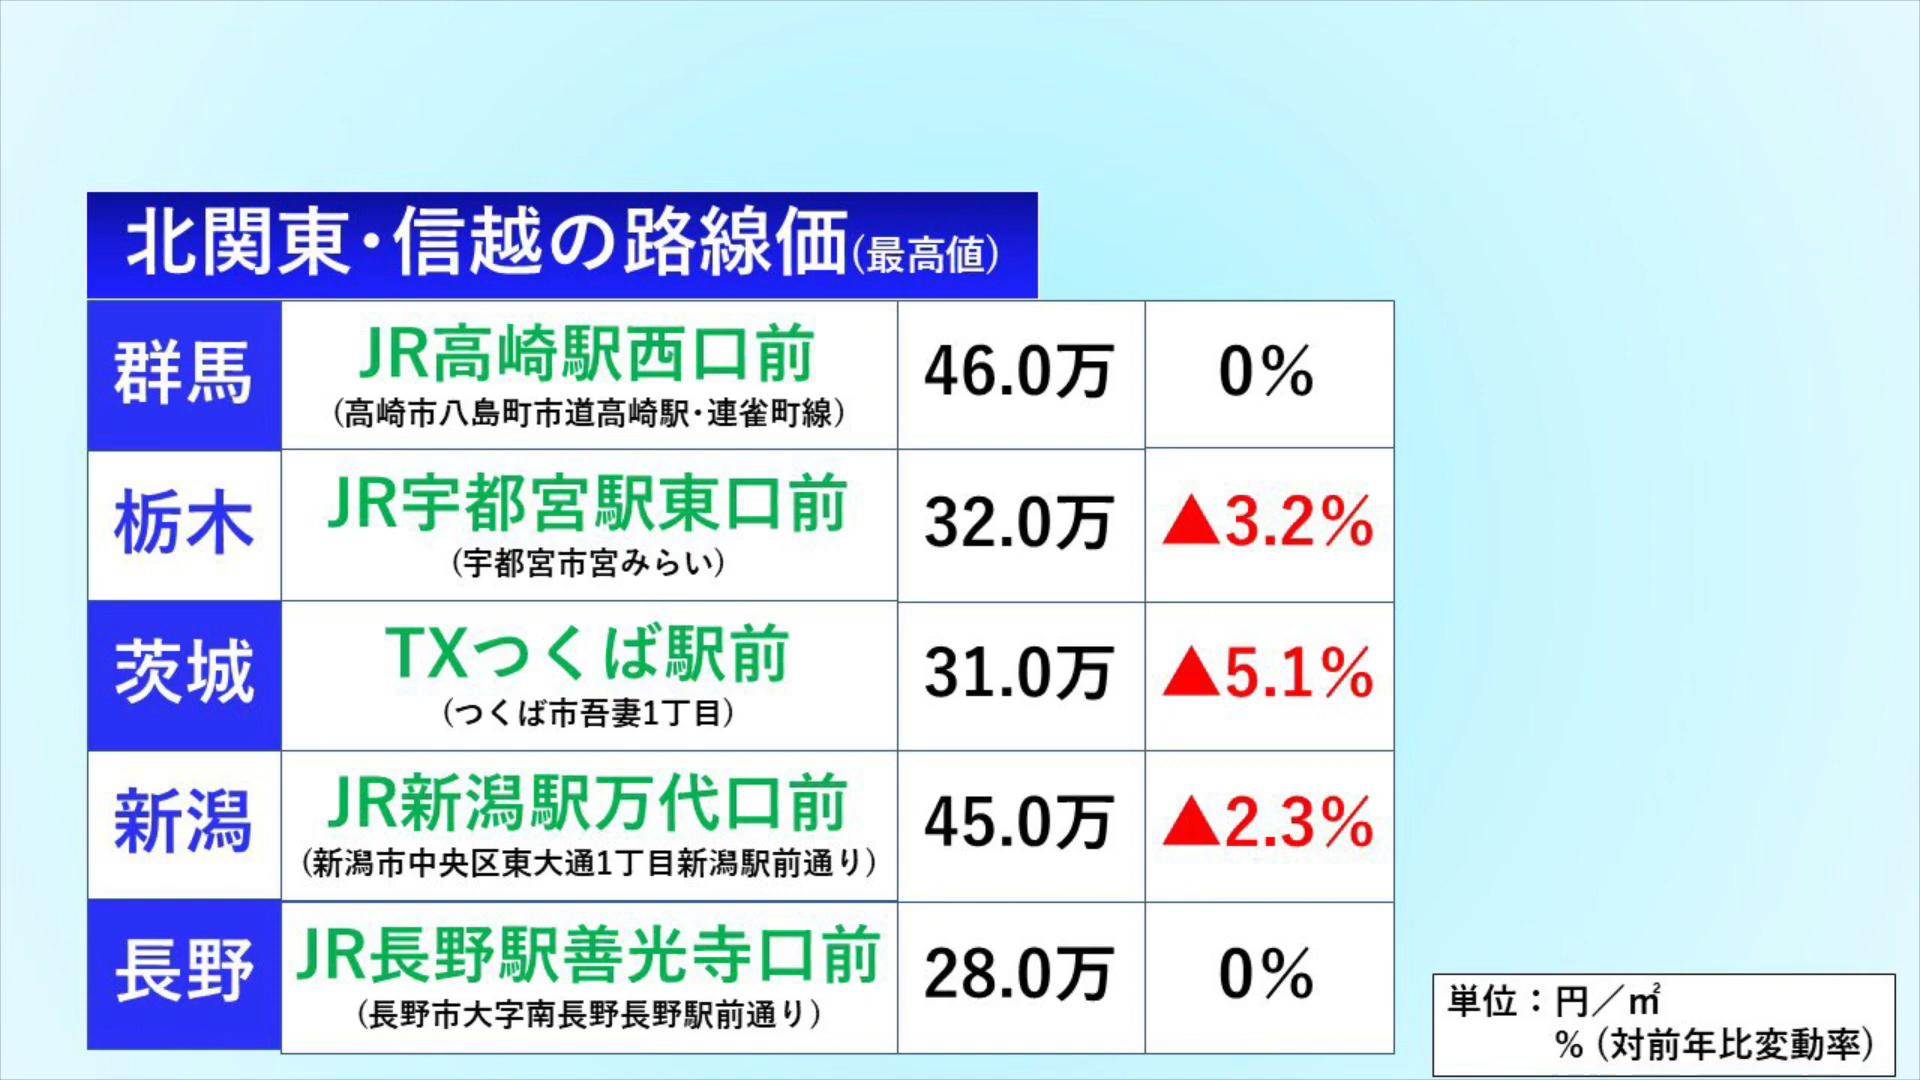 北関東・信越の路線価(最高値)
群馬
JR高崎駅西口前
(高崎市八島町市道高崎駅・連雀町線)
46.0万
0%
栃木
JR宇都宮駅東口前
(宇都宮市宮みらい)
32.0万
▲3.2%
茨城
TXつくば駅前
(つくば市吾妻1丁目)
31.0万
▲5.1%
新潟
JR新潟駅万代口前
(新潟市中央区東大通1丁目新潟駅前通り)
45.0万
▲2.3%
長野
JR長野駅善光寺口前
(長野市大字南長野長野駅前通り)
28.0万
0%
単位：円／㎡
%(対前年比変動率)